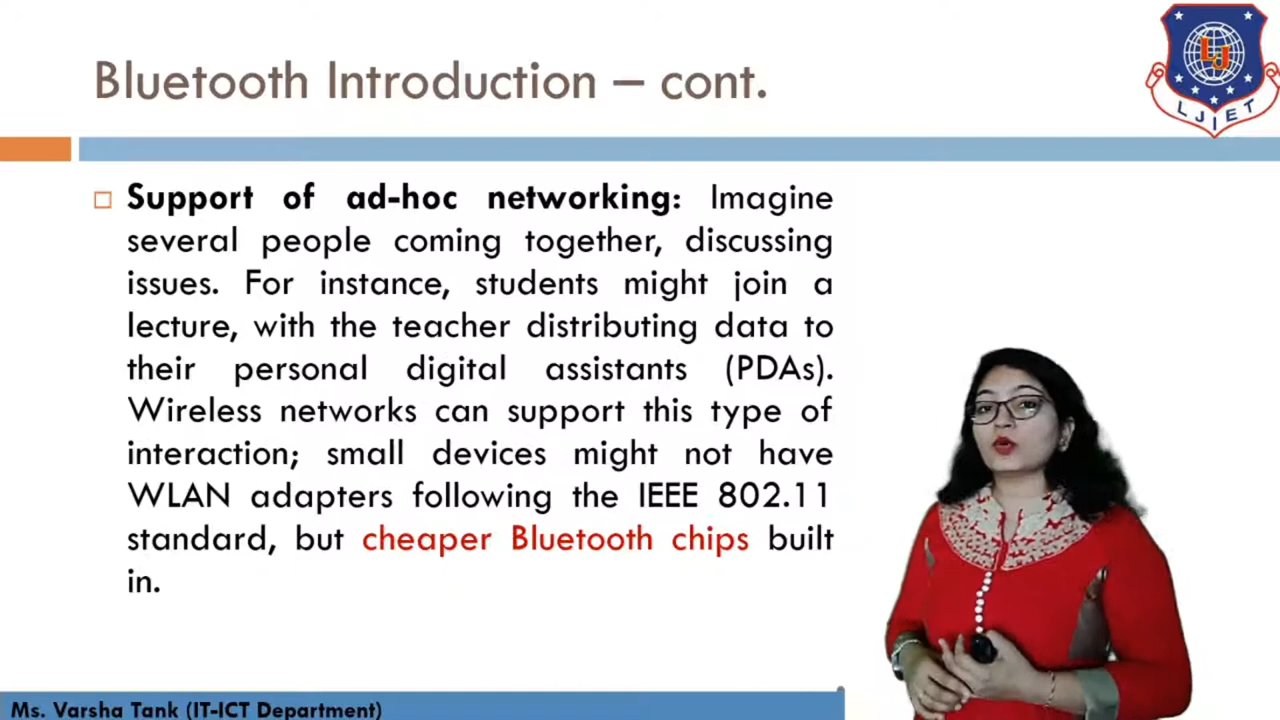 Bluetooth Introduction – cont.
LJ
LJIET
Support of ad-hoc networking: Imagine
several people coming together, discussing
issues. For instance, students might join a
lecture, with the teacher distributing data to
their personal digital assistants (PDAs).
Wireless networks can support this type of
interaction; small devices might not have
WLAN adapters following the IEEE 802.11
standard, but cheaper Bluetooth chips built
in.
Ms. Varsha Tank (IT-ICT Department)